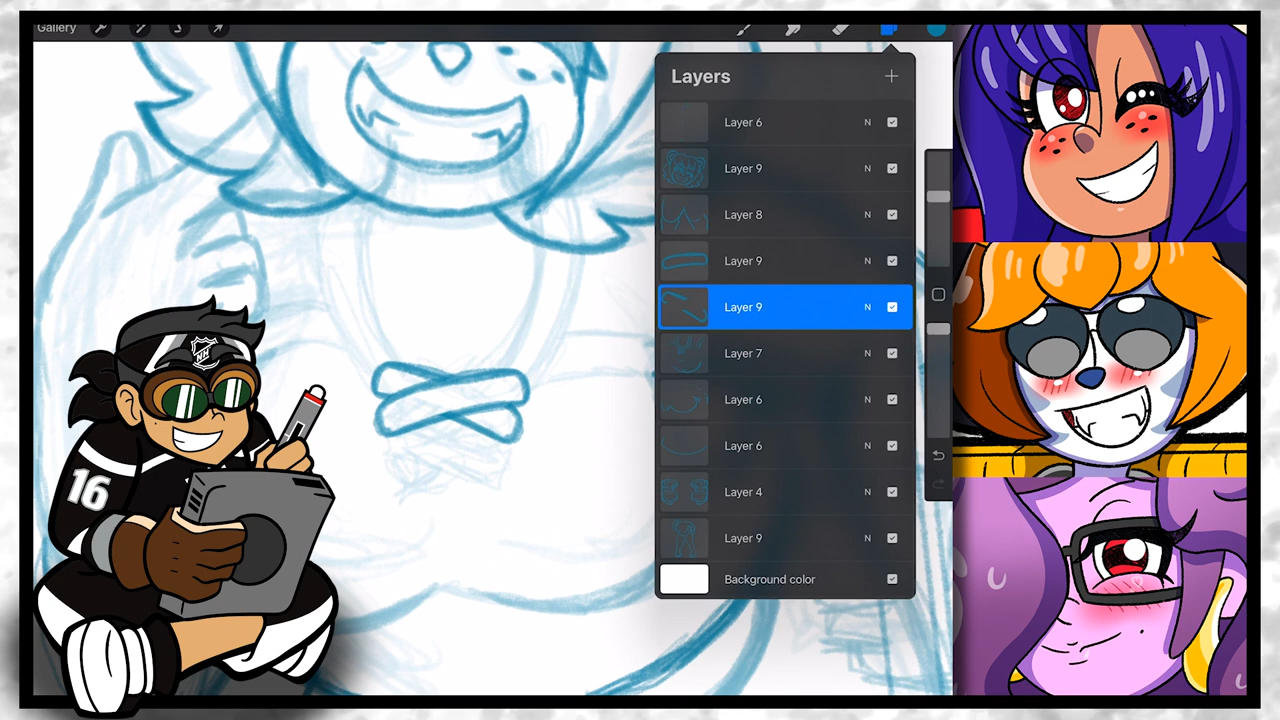 Gallery
Layers
Layer 6 N
Layer 9 N
Layer 8 N
Layer 9 N
Layer 9 N
Layer 7 N
Layer 6 N
Layer 6 N
Layer 4 N
Layer 9 N
Background color
NH
16